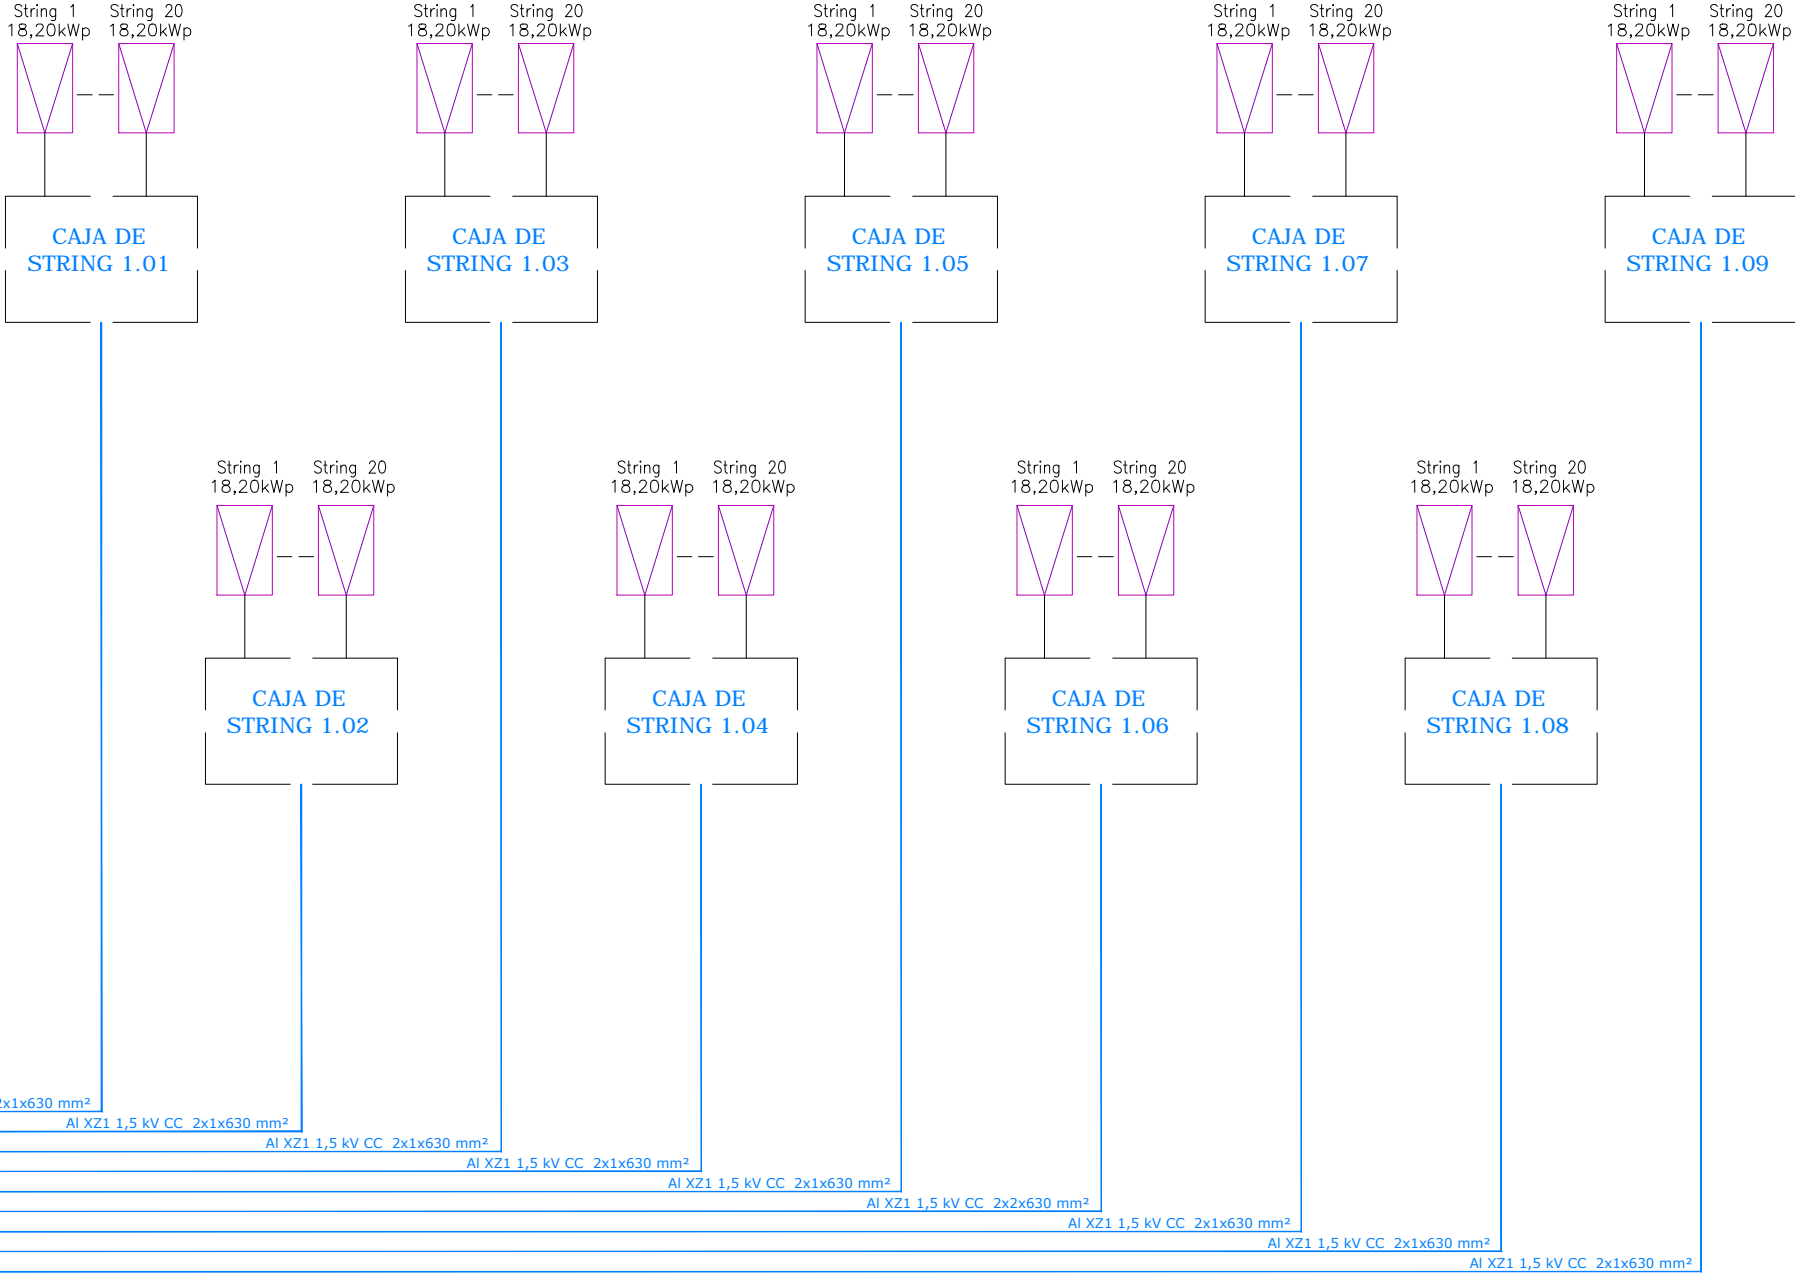 String 1 String 20
18,20kWp 18,20kWp
String 1 String 20
18,20kWp 18,20kWp
String 1 String 20
18,20kWp 18,20kWp
String 1 String 20
18,20kWp 18,20kWp
String 1 String 20
18,20kWp 18,20kWp
CAJA DE
STRING 1.01
CAJA DE
STRING 1.03
CAJA DE
STRING 1.05
CAJA DE
STRING 1.07
CAJA DE
STRING 1.09
String 1 String 20
18,20kWp 18,20kWp
String 1 String 20
18,20kWp 18,20kWp
String 1 String 20
18,20kWp 18,20kWp
String 1 String 20
18,20kWp 18,20kWp
CAJA DE
STRING 1.02
CAJA DE
STRING 1.04
CAJA DE
STRING 1.06
CAJA DE
STRING 1.08
2x1x630 mm²
Al XZ1 1,5 kV CC 2x1x630 mm²
Al XZ1 1,5 kV CC 2x1x630 mm²
Al XZ1 1,5 kV CC 2x1x630 mm²
Al XZ1 1,5 kV CC 2x1x630 mm²
Al XZ1 1,5 kV CC 2x2x630 mm²
Al XZ1 1,5 kV CC 2x1x630 mm²
Al XZ1 1,5 kV CC 2x1x630 mm²
Al XZ1 1,5 kV CC 2x1x630 mm²